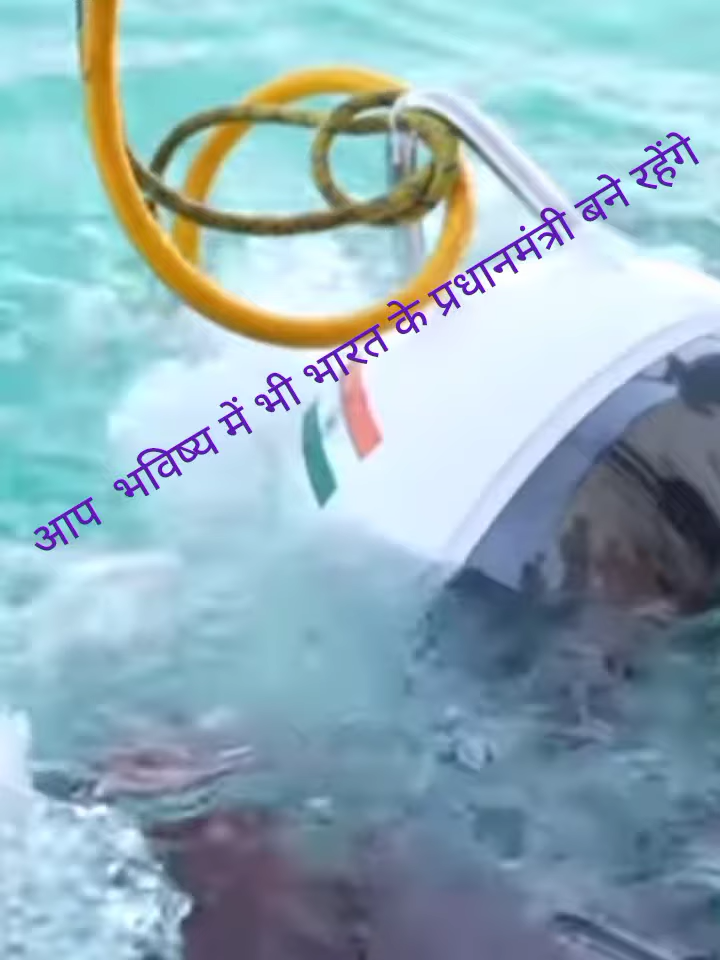 आप भविष्य में भी भारत के प्रधानमंत्री बने रहेंगे